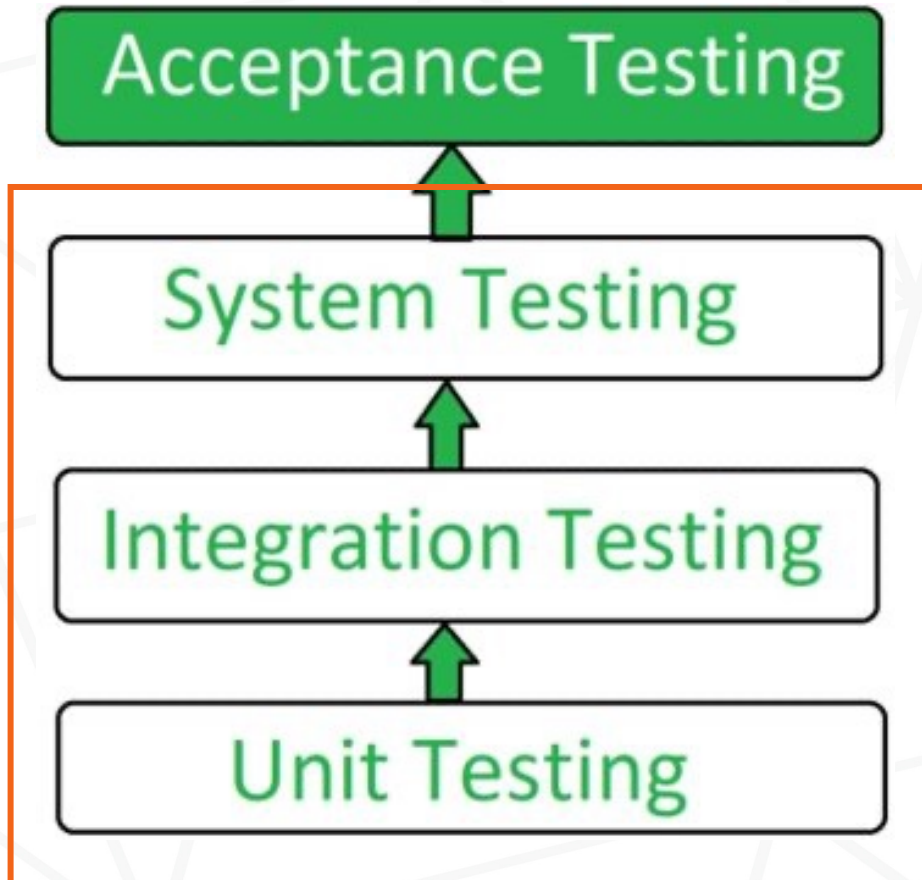 Acceptance Testing
System Testing
Integration Testing
Unit Testing